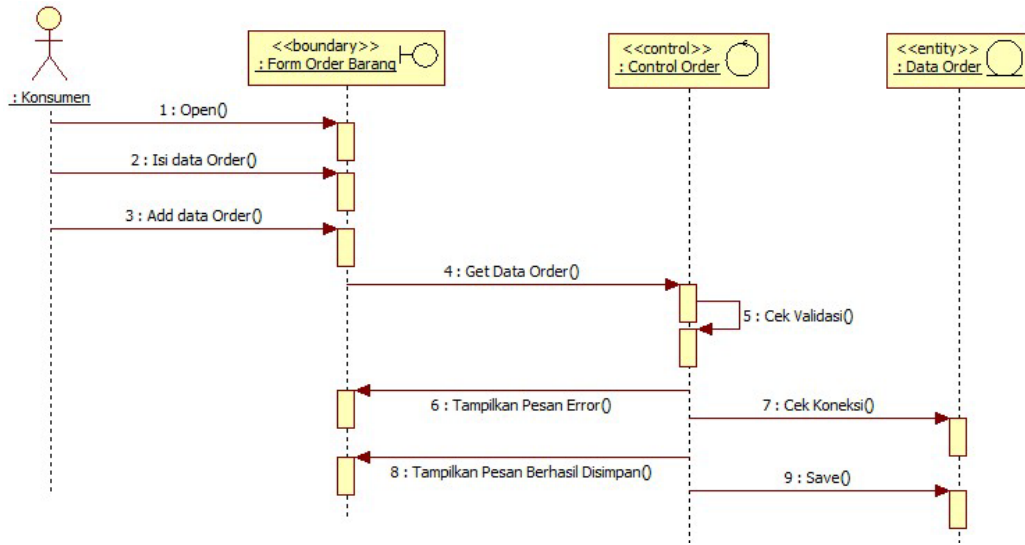 <<boundary>>
: Form Order Barang
<<control>>
: Control Order
<<entity>>
: Data Order
: Konsumen
1 : Open()
2 : Isi data Order()
3 : Add data Order()
4 : Get Data Order()
5 : Cek Validasi()
6 : Tampilkan Pesan Error()
7 : Cek Koneksi()
8 : Tampilkan Pesan Berhasil Disimpan()
9 : Save()